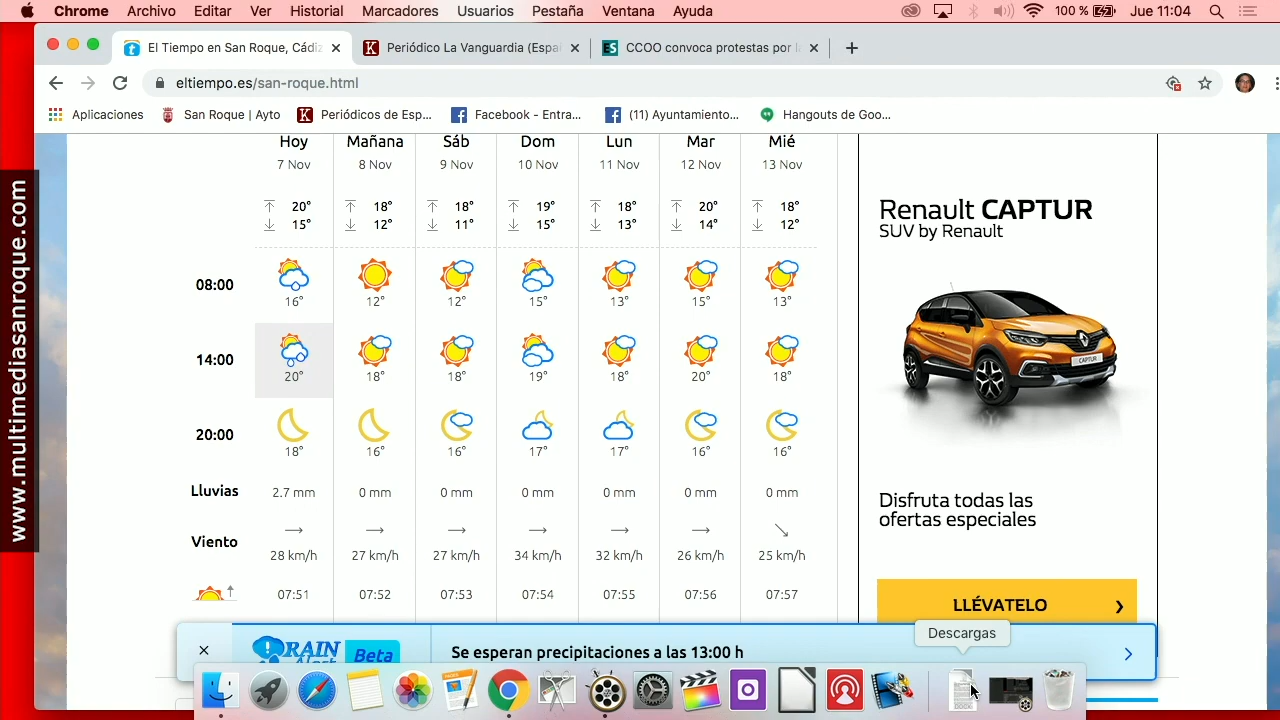 Chrome Archivo Editar Ver Historial Marcadores Usuarios Pestaña Ventana Ayuda 100 % Jue 11:04
El Tiempo en San Roque, Cádiz Periódico La Vanguardia (Espa ES CCOO convoca protestas por l
eltiempo.es/san-roque.html
Aplicaciones San Roque | Ayto Periódicos de Esp... Facebook - Entra... (11) Ayuntamiento... Hangouts de Goo...
Hoy Mañana Sáb Dom Lun Mar Mié
7 Nov 8 Nov 9 Nov 10 Nov 11 Nov 12 Nov 13 Nov
20° 18° 18° 19° 18° 20° 18°
15° 12° 11° 15° 13° 14° 12°
08:00
16° 12° 12° 15° 13° 15° 13°
14:00
20° 18° 18° 19° 18° 20° 18°
20:00
18° 16° 16° 17° 17° 16° 16°
Lluvias 2.7 mm 0 mm 0 mm 0 mm 0 mm 0 mm 0 mm
Viento
28 km/h 27 km/h 27 km/h 34 km/h 32 km/h 26 km/h 25 km/h
07:51 07:52 07:53 07:54 07:55 07:56 07:57
Renault CAPTUR
SUV by Renault
CAPTUR
Disfruta todas las
ofertas especiales
LLÉVATELO
Descargas
RAIN
Alert Beta
Se esperan precipitaciones a las 13:00 h
www.multimediasanroque.com